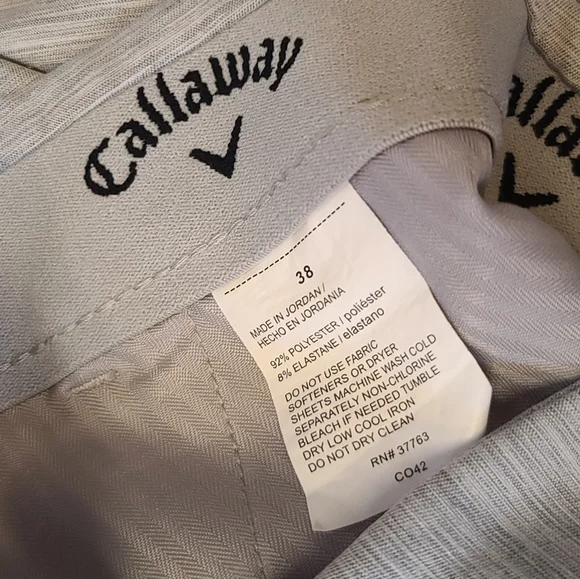 Callaway
allaw
38
MADE IN JORDAN /
HECHO EN JORDANIA
92% POLYESTER / poliéster
8% ELASTANE / elastano
DO NOT USE FABRIC
SOFTENERS OR DRYER
SHEETS MACHINE WASH COLD
SEPARATELY NON-CHLORINE
BLEACH IF NEEDED TUMBLE
DRY LOW COOL IRON
DO NOT DRY CLEAN
RN# 37763
CO42